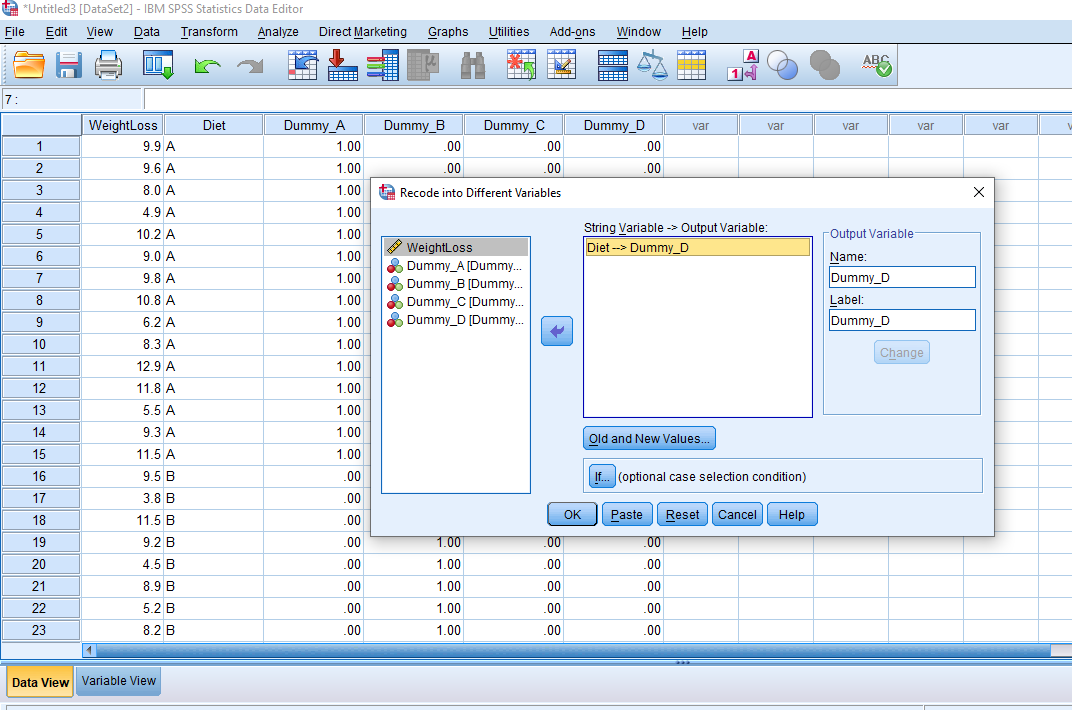 *Untitled3 [DataSet2] - IBM SPSS Statistics Data Editor
File Edit View Data Transform Analyze Direct Marketing Graphs Utilities Add-ons Window Help
1 A ABC
7 :
WeightLoss Diet Dummy_A Dummy_B Dummy_C Dummy_D var var var var var
1 9.9 A 1.00 .00 .00 .00
2 9.6 A 1.00 .00 .00 .00
3 8.0 A 1.00
4 4.9 A 1.00
5 10.2 A 1.00
6 9.0 A 1.00
7 9.8 A 1.00
8 10.8 A 1.00
9 6.2 A 1.00
10 8.3 A 1.00
11 12.9 A 1.00
12 11.8 A 1.00
13 5.5 A 1.00
14 9.3 A 1.00
15 11.5 A 1.00
16 9.5 B .00
17 3.8 B .00
18 11.5 B .00
19 9.2 B .00 1.00 .00 .00
20 4.5 B .00 1.00 .00 .00
21 8.9 B .00 1.00 .00 .00
22 5.2 B .00 1.00 .00 .00
23 8.2 B .00 1.00 .00 .00
Recode into Different Variables
WeightLoss
Dummy_A [Dummy...
Dummy_B [Dummy...
Dummy_C [Dummy...
Dummy_D [Dummy...
String Variable -> Output Variable:
Diet --> Dummy_D
Output Variable
Name:
Dummy_D
Label:
Dummy_D
Change
Old and New Values...
If... (optional case selection condition)
OK Paste Reset Cancel Help
Data View Variable View